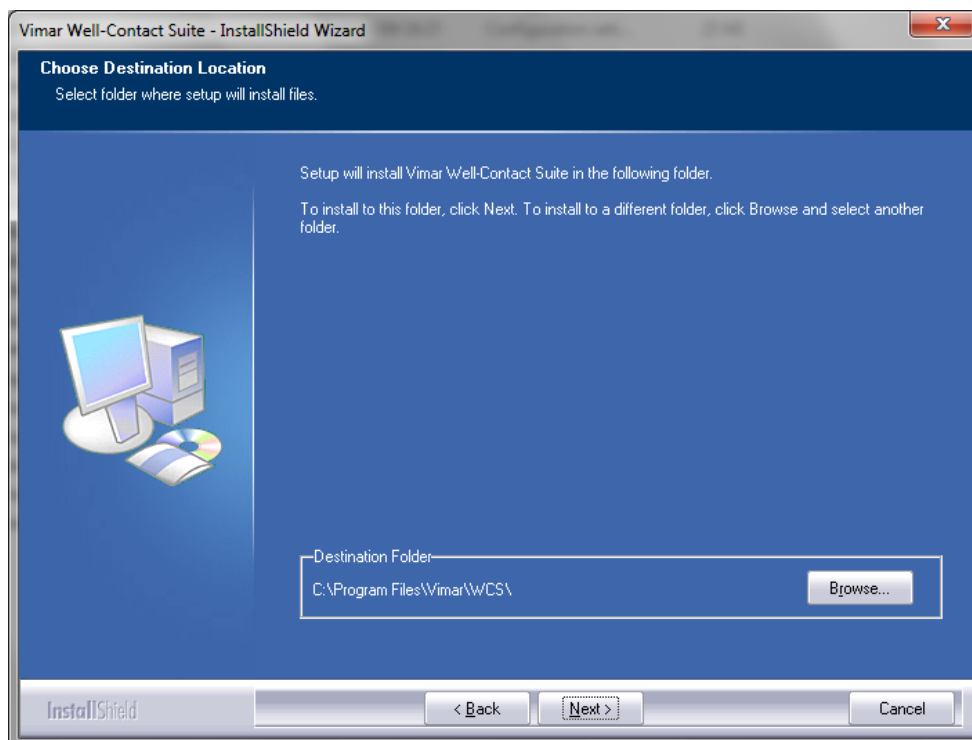 Vimar Well-Contact Suite - InstallShield Wizard
Choose Destination Location
Select folder where setup will install files.
Setup will install Vimar Well-Contact Suite in the following folder.
To install to this folder, click Next. To install to a different folder, click Browse and select another
folder.
Destination Folder
C:\Program Files\Vimar\WCS\
Browse...
InstallShield
< Back
Next >
Cancel